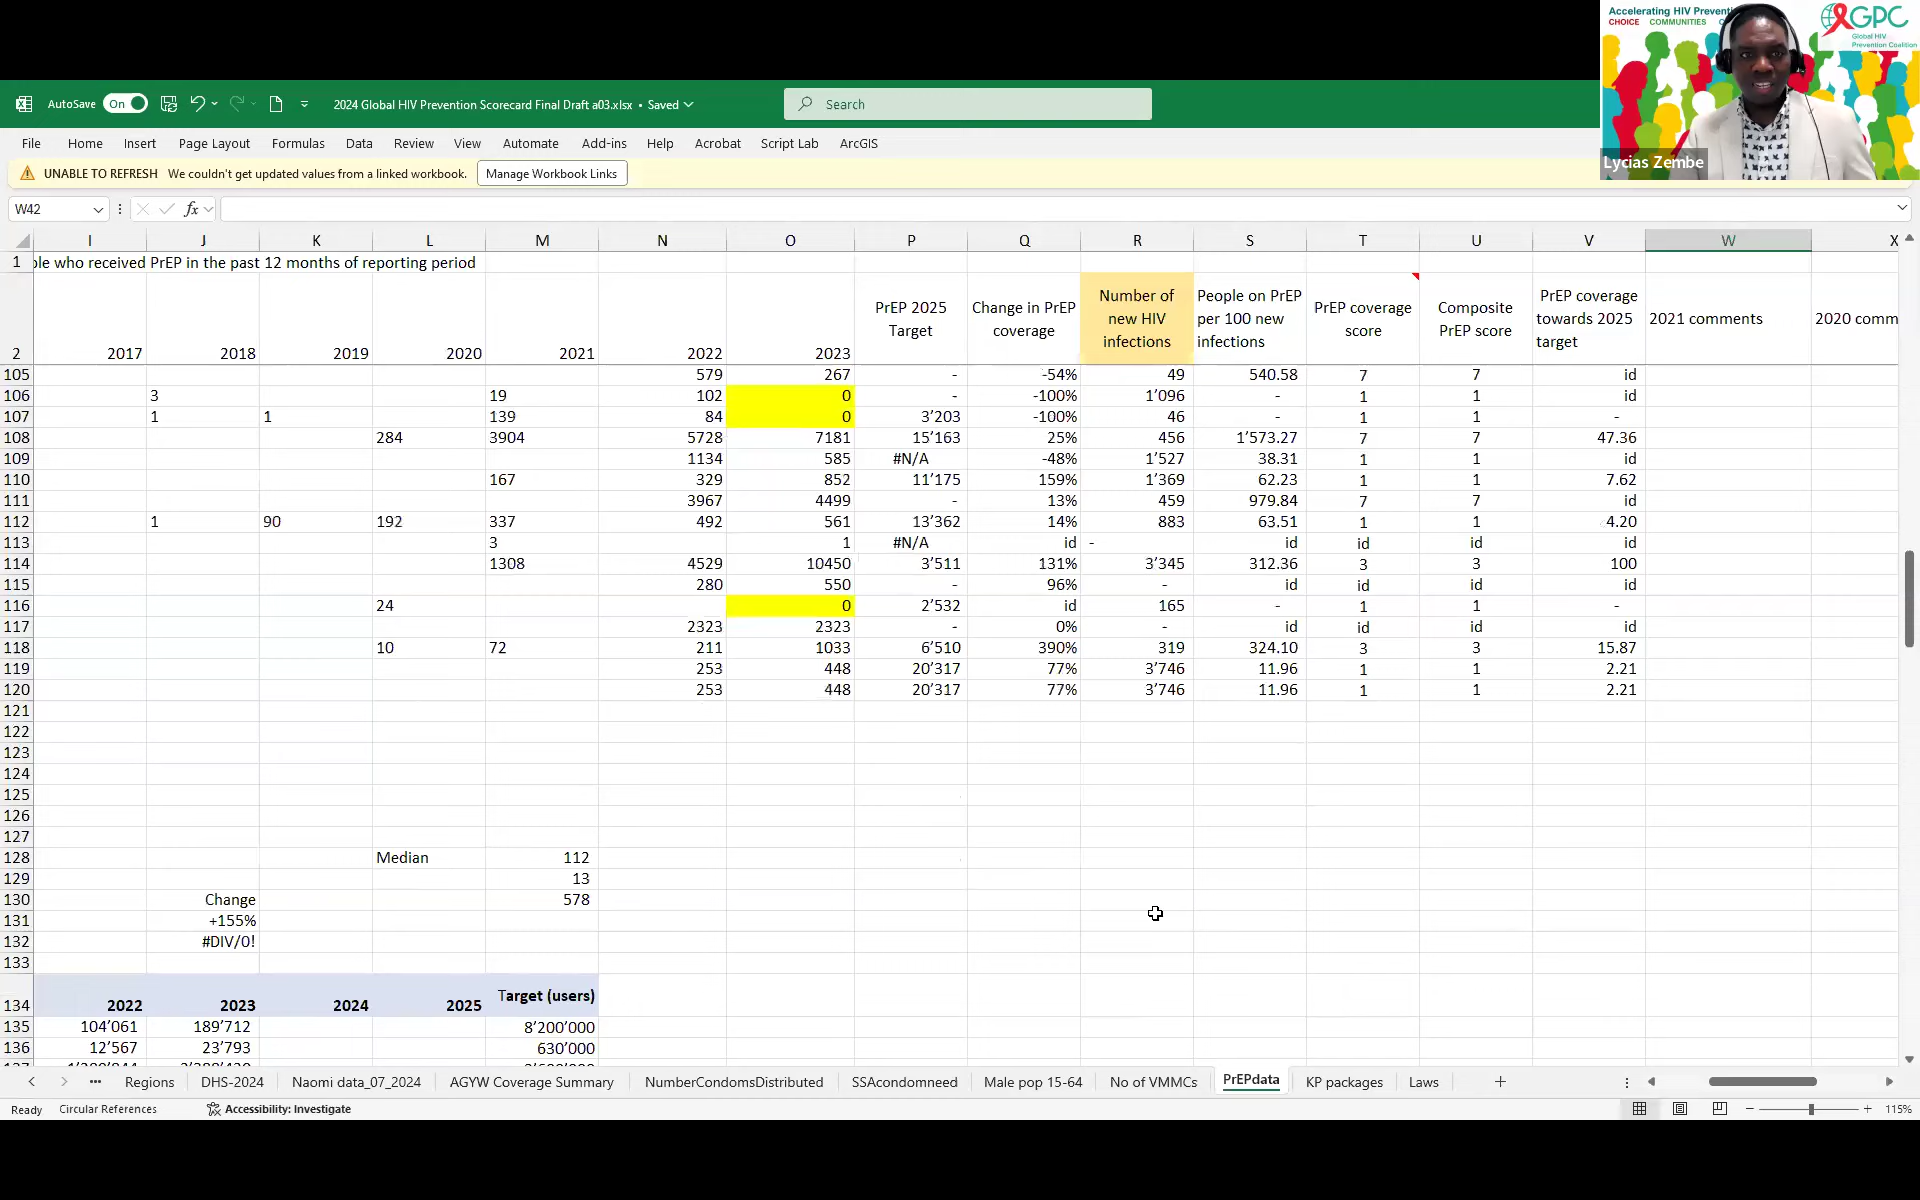 Accelerating HIV Preventi
CHOICE COMMUNITIES
GPC
Global HIV
Prevention Coalition
Lycias Zembe
AutoSave On 2024 Global HIV Prevention Scorecard Final Draft a03.xlsx • Saved Search
File Home Insert Page Layout Formulas Data Review View Automate Add-ins Help Acrobat Script Lab ArcGIS
UNABLE TO REFRESH We couldn't get updated values from a linked workbook. Manage Workbook Links
W42 fx
I J K L M N O P Q R S T U V W X
1 ple who received PrEP in the past 12 months of reporting period
2 2017 2018 2019 2020 2021 2022 2023 PrEP 2025 Target Change in PrEP coverage Number of new HIV infections People on PrEP per 100 new infections PrEP coverage score Composite PrEP score PrEP coverage towards 2025 target 2021 comments 2020 comm
105 579 267 - -54% 49 540.58 7 7 id
106 3 19 102 0 - -100% 1’096 - 1 1 id
107 1 1 139 84 0 3’203 -100% 46 - 1 1 -
108 284 3904 5728 7181 15’163 25% 456 1’573.27 7 7 47.36
109 1134 585 #N/A -48% 1’527 38.31 1 1 id
110 167 329 852 11’175 159% 1’369 62.23 1 1 7.62
111 3967 4499 - 13% 459 979.84 7 7 id
112 1 90 192 337 492 561 13’362 14% 883 63.51 1 1 4.20
113 3 1 #N/A id - id id id id
114 1308 4529 10450 3’511 131% 3’345 312.36 3 3 100
115 280 550 - 96% - id id id id
116 24 0 2’532 id 165 - 1 1 -
117 2323 2323 - 0% - id id id id
118 10 72 211 1033 6’510 390% 319 324.10 3 3 15.87
119 253 448 20’317 77% 3’746 11.96 1 1 2.21
120 253 448 20’317 77% 3’746 11.96 1 1 2.21
121
122
123
124
125
126
127
128 Median 112
129 13
130 Change 578
131 +155%
132 #DIV/0!
133
134 2022 2023 2024 2025 Target (users)
135 104’061 189’712 8’200’000
136 12’567 23’793 630’000
Regions DHS-2024 Naomi data_07_2024 AGYW Coverage Summary NumberCondomsDistributed SSAcondomneed Male pop 15-64 No of VMMCs PrEPdata KP packages Laws
Ready Circular References Accessibility: Investigate 115%